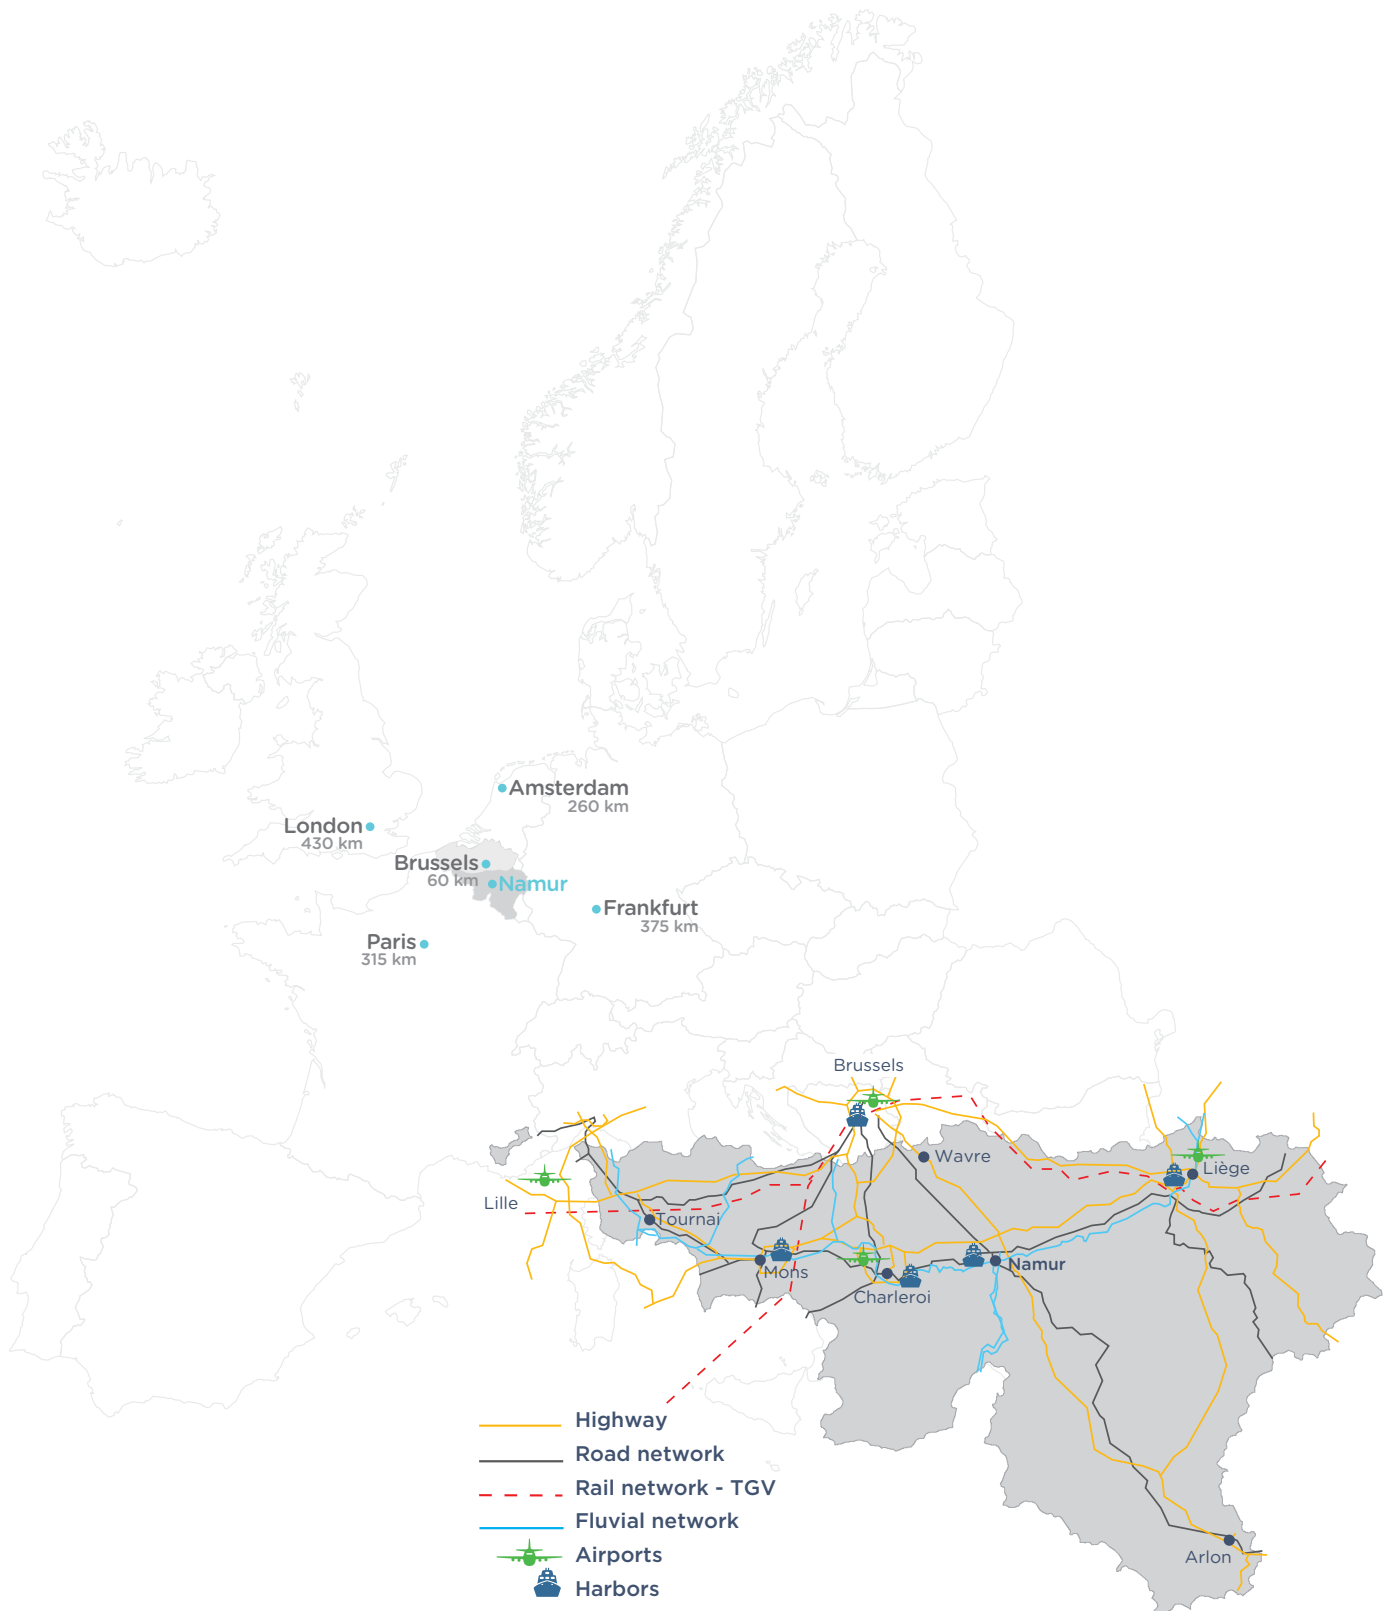 Amsterdam
260 km
London
430 km
Brussels
60 km
Namur
Frankfurt
375 km
Paris
315 km
Brussels
Wavre
Liège
Lille
Tournai
Mons
Namur
Charleroi
Arlon
Highway
Road network
Rail network - TGV
Fluvial network
Airports
Harbors